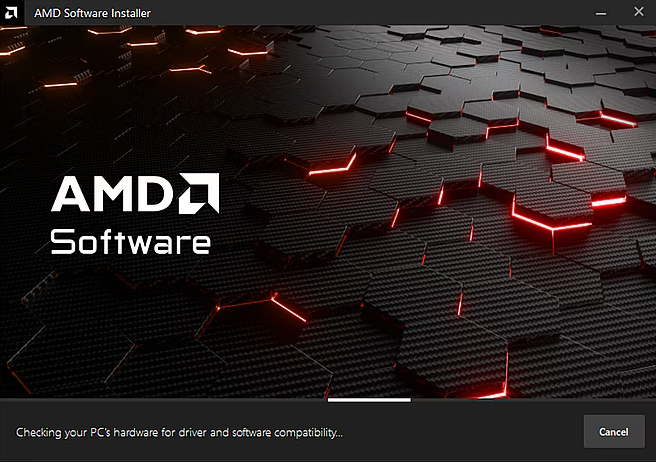 AMD Software Installer
AMD
Software
Checking your PC's hardware for driver and software compatibility...
Cancel